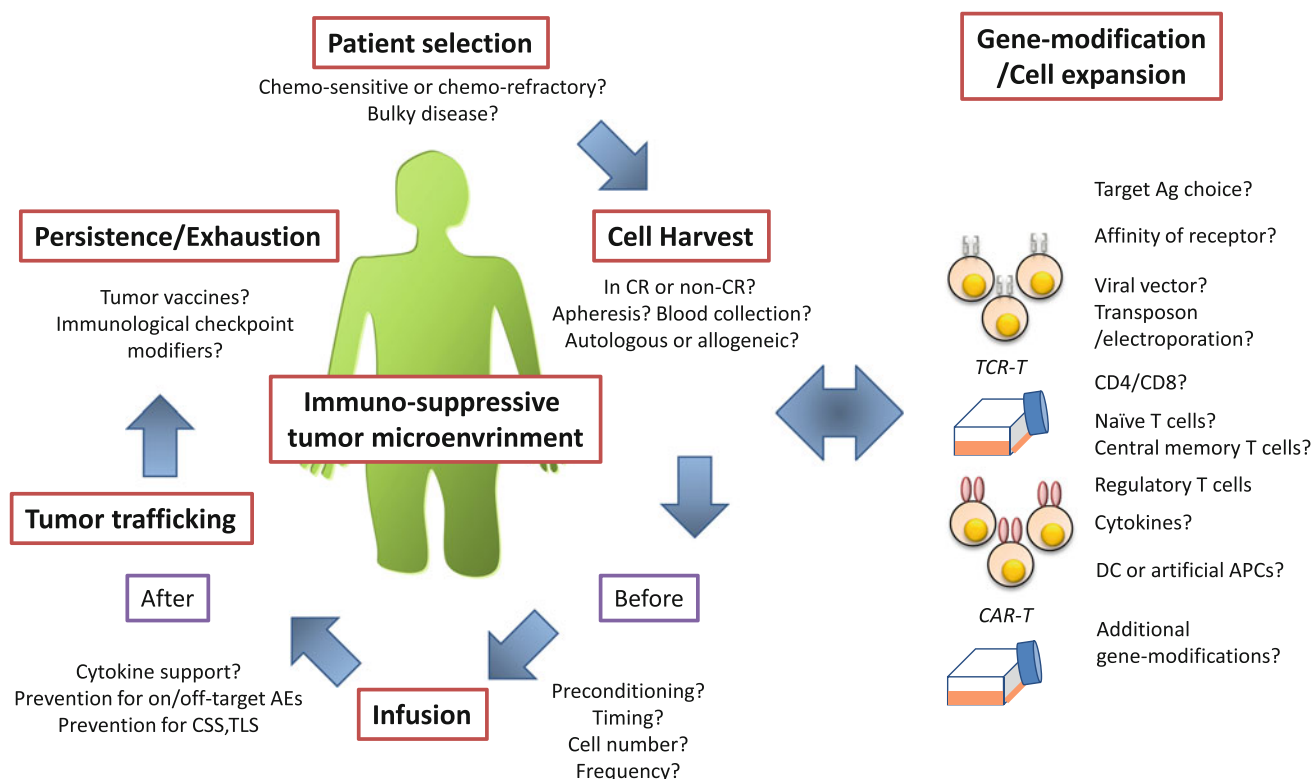 Patient selection
Chemo-sensitive or chemo-refractory?
Bulky disease?
Cell Harvest
In CR or non-CR?
Apheresis? Blood collection?
Autologous or allogeneic?
Before
Preconditioning?
Timing?
Cell number?
Frequency?
Infusion
After
Cytokine support?
Prevention for on/off-target AEs
Prevention for CSS,TLS
Tumor trafficking
Persistence/Exhaustion
Tumor vaccines?
Immunological checkpoint
modifiers?
Immuno-suppressive
tumor microenvrinment
Gene-modification
/Cell expansion
Target Ag choice?
Affinity of receptor?
Viral vector?
Transposon
/electroporation?
TCR-T
CD4/CD8?
Naïve T cells?
Central memory T cells?
Regulatory T cells
Cytokines?
DC or artificial APCs?
CAR-T
Additional
gene-modifications?